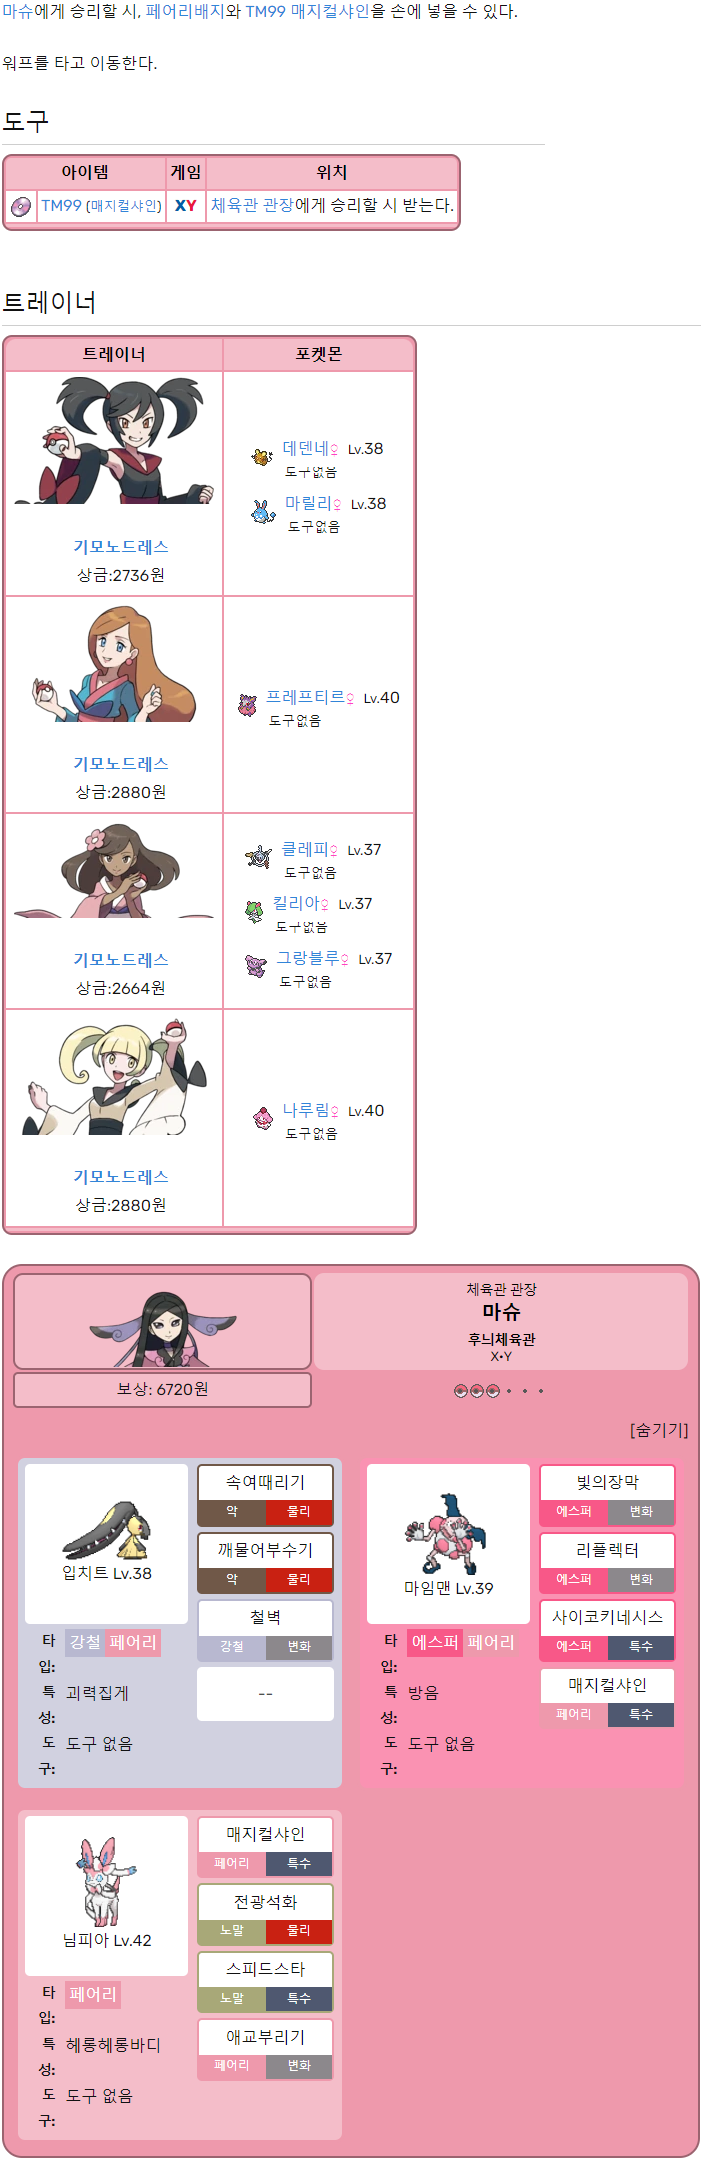 마슈에게 승리할 시, 페어리배지와 TM99 매지컬샤인을 손에 넣을 수 있다.
워프를 타고 이동한다.
도구
아이템 게임 위치
TM99 (매지컬샤인) XY 체육관 관장에게 승리할 시 받는다.
트레이너
트레이너 포켓몬
데덴네♀ Lv.38
도구없음
마릴리♀ Lv.38
도구없음
기모노드레스
상금:2736원
프레프티르♀ Lv.40
도구없음
기모노드레스
상금:2880원
클레피♀ Lv.37
도구없음
킬리아♀ Lv.37
도구없음
그랑블루♀ Lv.37
도구없음
기모노드레스
상금:2664원
나루림♀ Lv.40
도구없음
기모노드레스
상금:2880원
체육관 관장
마슈
후늬체육관
X•Y
보상: 6720원
[숨기기]
입치트 Lv.38
타입: 강철 페어리
특성: 괴력집게
도구: 도구 없음
속여때리기
악 물리
깨물어부수기
악 물리
철벽
강철 변화
--
마임맨 Lv.39
타입: 에스퍼 페어리
특성: 방음
도구: 도구 없음
빛의장막
에스퍼 변화
리플렉터
에스퍼 변화
사이코키네시스
에스퍼 특수
매지컬샤인
페어리 특수
님피아 Lv.42
타입: 페어리
특성: 헤롱헤롱바디
도구: 도구 없음
매지컬샤인
페어리 특수
전광석화
노말 물리
스피드스타
노말 특수
애교부리기
페어리 변화